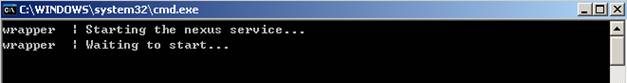 C:\WINDOWS\system32\cmd.exe
wrapper  | Starting the nexus service...
wrapper  | Waiting to start...